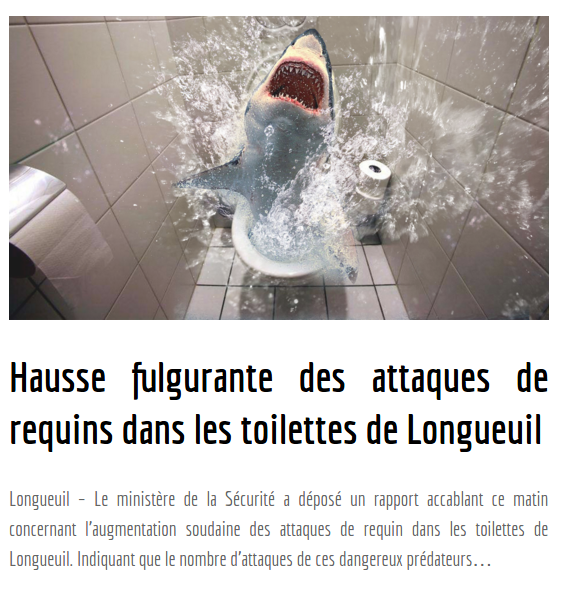 Hausse fulgurante des attaques de
requins dans les toilettes de Longueuil
Longueuil – Le ministère de la Sécurité a déposé un rapport accablant ce matin
concernant l'augmentation soudaine des attaques de requin dans les toilettes de
Longueuil. Indiquant que le nombre d'attaques de ces dangereux prédateurs…